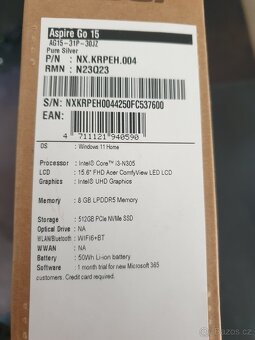 Aspire Go 15
AG15-31P-30JZ
Pure Silver
P/N : NX.KRPEH.004
RMN : N23Q23
S/N: NXKRPEH0044250FC537600
EAN:
4 711121 940590
OS : Windows 11 Home
Processor : Intel® Core™ i3-N305
LCD : 15.6" FHD Acer ComfyView LED LCD
Graphics : Intel® UHD Graphics
Memory : 8 GB LPDDR5 Memory
Storage : 512GB PCIe NVMe SSD
Optical Drive : NA
WLAN/Bluetooth : WIFI6+BT
WWAN : NA
Battery : 50Wh Li-ion battery
Software : 1 month trial for new Microsoft 365
customers. Credit card required.
Bazoš.cz